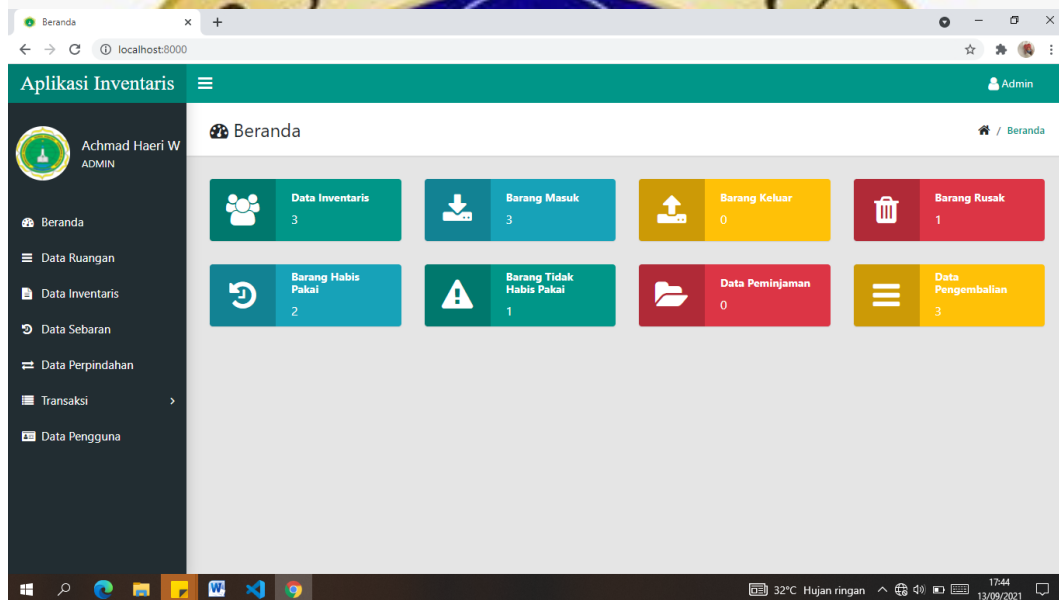 Beranda
localhost:8000
Aplikasi Inventaris
Admin
Achmad Haeri W
ADMIN
Beranda
Data Ruangan
Data Inventaris
Data Sebaran
Data Perpindahan
Transaksi
Data Pengguna
Beranda
/ Beranda
Data Inventaris
3
Barang Masuk
3
Barang Keluar
0
Barang Rusak
1
Barang Habis
Pakai
2
Barang Tidak
Habis Pakai
1
Data Peminjaman
0
Data
Pengembalian
3
32°C Hujan ringan
17:44
13/09/2021